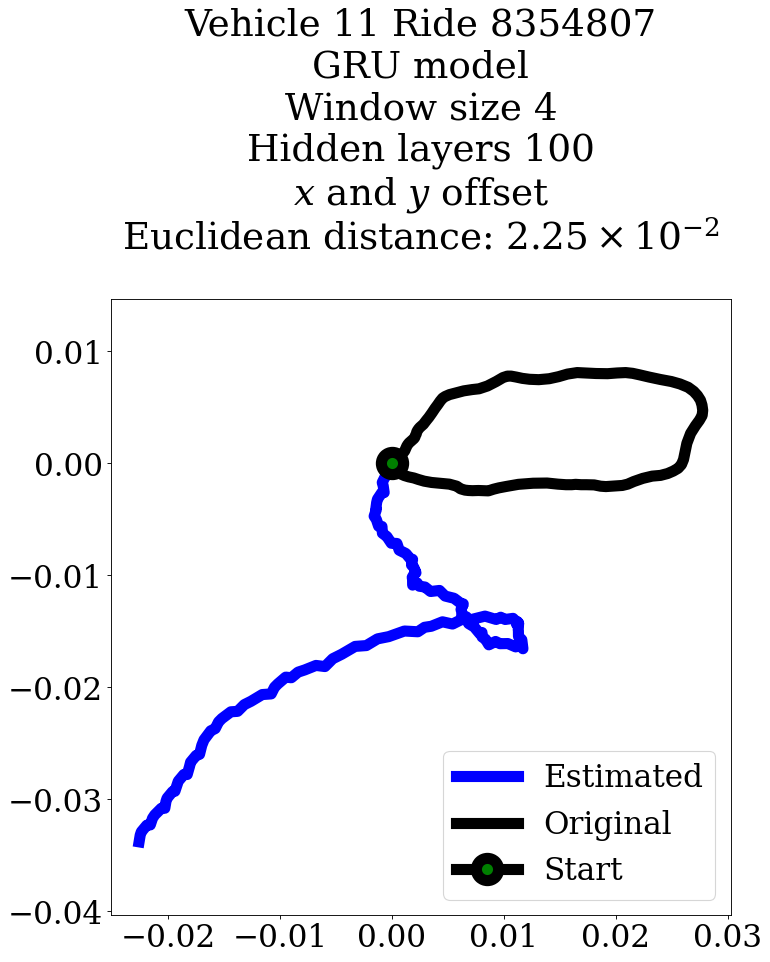 Vehicle 11 Ride 8354807
GRU model
Window size 4
Hidden layers 100
x and y offset
Euclidean distance: 2.25 × 10⁻²
0.01
0.00
−0.01
−0.02
−0.03
−0.04
Estimated
Original
Start
−0.02 −0.01 0.00 0.01 0.02 0.03